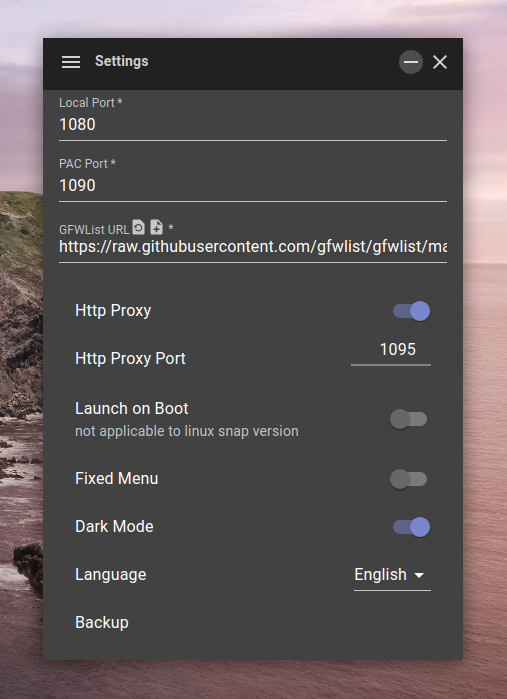 Settings
Local Port *
1080
PAC Port *
1090
GFWList URL *
https://raw.githubusercontent.com/gfwlist/gfwlist/ma
Http Proxy
Http Proxy Port
1095
Launch on Boot
not applicable to linux snap version
Fixed Menu
Dark Mode
Language
English
Backup